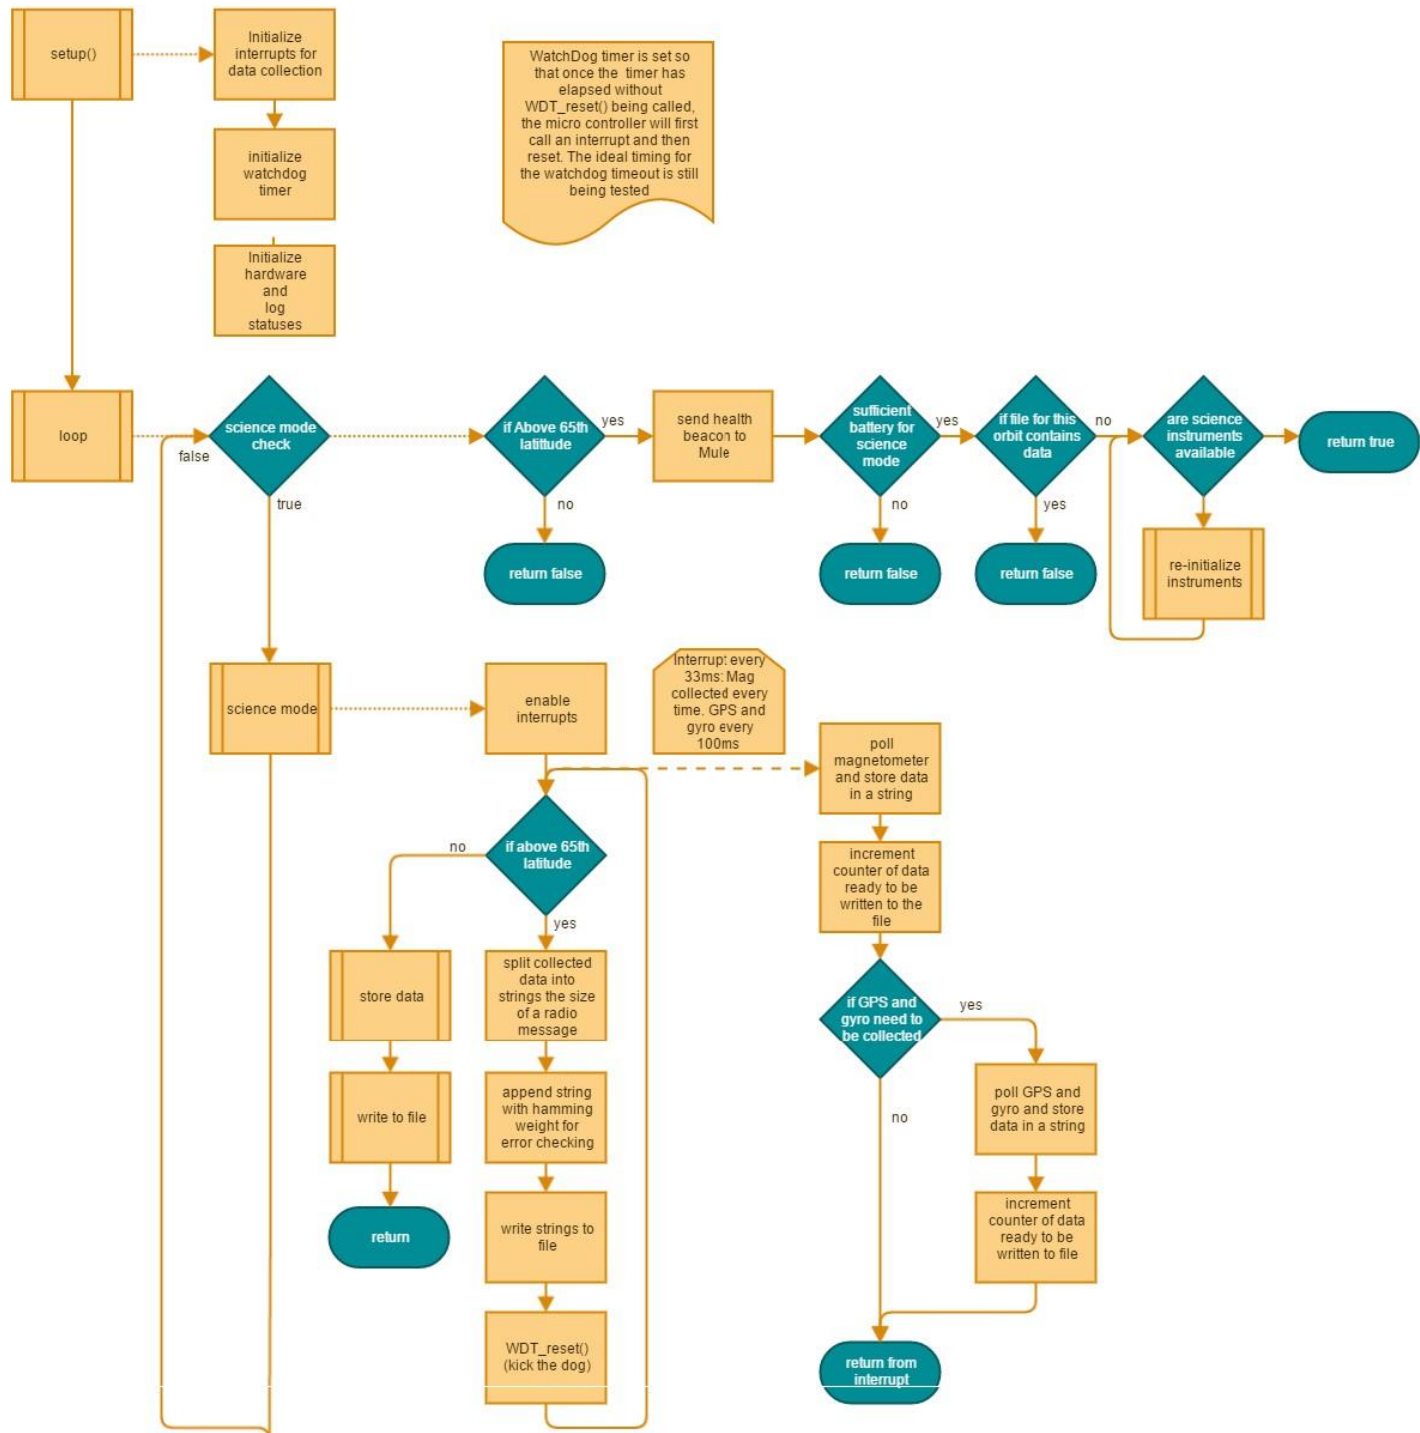 setup()
Initialize
interrupts for
data collection
WatchDog timer is set so
that once the timer has
elapsed without
WDT_reset() being called,
the micro controller will first
call an interrupt and then
reset. The ideal timing for
the watchdog timeout is still
being tested
initialize
watchdog
timer
Initialize
hardware
and
log
statuses
loop
false
science mode
check
true
if Above 65th
latittude
yes
no
return false
send health
beacon to
Mule
sufficient
battery for
science
mode
yes
no
return false
if file for this
orbit contains
data
no
yes
return false
are science
instruments
available
return true
re-initialize
instruments
science mode
enable
interrupts
Interrupt every
33ms: Mag
collected every
time. GPS and
gyro every
100ms
poll
magnetometer
and store data
in a string
increment
counter of data
ready to be
written to the
file
if above 65th
latitude
no
yes
store data
write to file
return
split collected
data into
strings the size
of a radio
message
append string
with hamming
weight for
error checking
write strings to
file
WDT_reset()
(kick the dog)
if GPS and
gyro need to
be collected
yes
no
poll GPS and
gyro and store
data in a string
increment
counter of data
ready to be
written to file
return from
interrupt